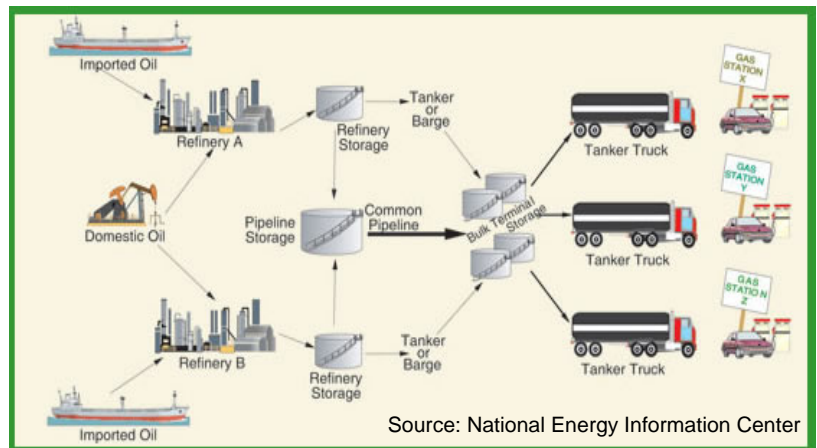 Imported Oil
Refinery A
Refinery
Storage
Tanker
or
Barge
Tanker Truck
GAS
STATION
X
Domestic Oil
Pipeline
Storage
Common
Pipeline
Bulk Terminal
Storage
Tanker Truck
GAS
STATION
Y
Refinery B
Refinery
Storage
Tanker
or
Barge
Tanker Truck
GAS
STATION
Z
Imported Oil
Source: National Energy Information Center